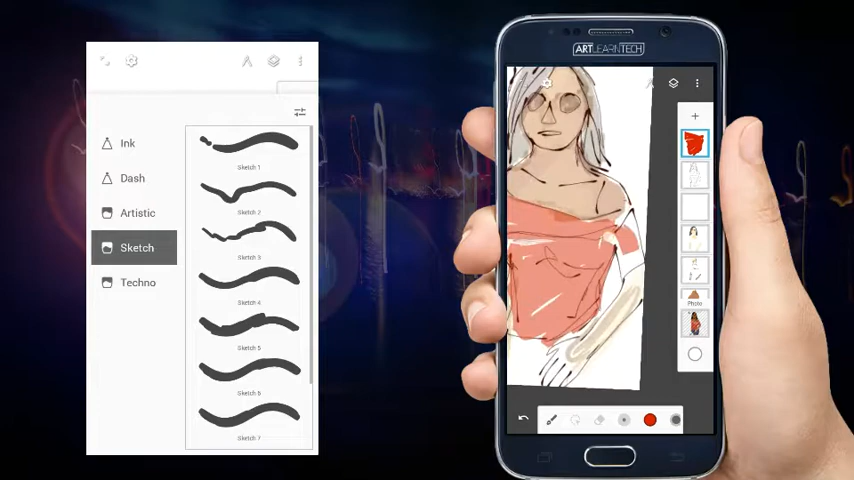 Ink
Dash
Artistic
Sketch
Techno
Sketch 1
Sketch 2
Sketch 3
Sketch 4
Sketch 5
Sketch 6
Sketch 7
ARTLEARNTECH
Photo